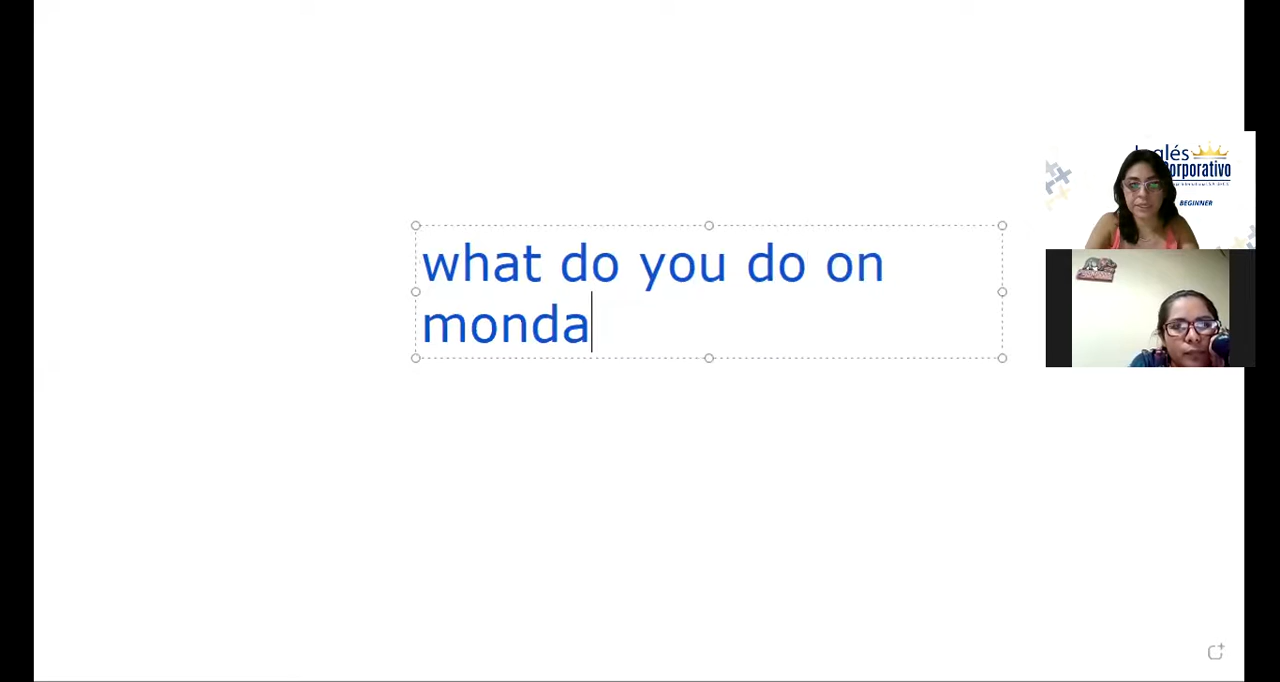 what do you do on
monda
Inglés
Corporativo
BEGINNER